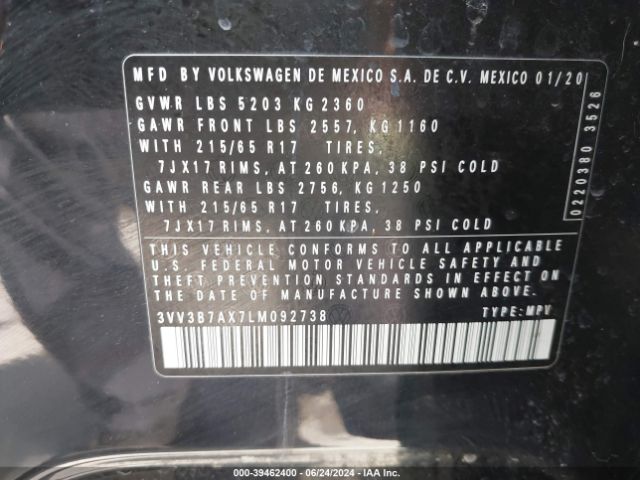 MFD BY VOLKSWAGEN DE MEXICO S.A. DE C.V. MEXICO 01/20
GVWR LBS 5203 KG 2360
GAWR FRONT LBS 2557, KG 1160
WITH 215/65 R17 TIRES,
7JX17 RIMS, AT 260 KPA, 38 PSI COLD
GAWR REAR LBS 2756, KG 1250
WITH 215/65 R17 TIRES,
7JX17 RIMS, AT 260 KPA, 38 PSI COLD
THIS VEHICLE CONFORMS TO ALL APPLICABLE
U.S. FEDERAL MOTOR VEHICLE SAFETY AND
THEFT PREVENTION STANDARDS IN EFFECT ON
THE DATE OF MANUFACTURE SHOWN ABOVE.
3VV3B7AX7LM092738 TYPE: MPV
0220380 3526
000-39462400 - 06/24/2024 - IAA Inc.